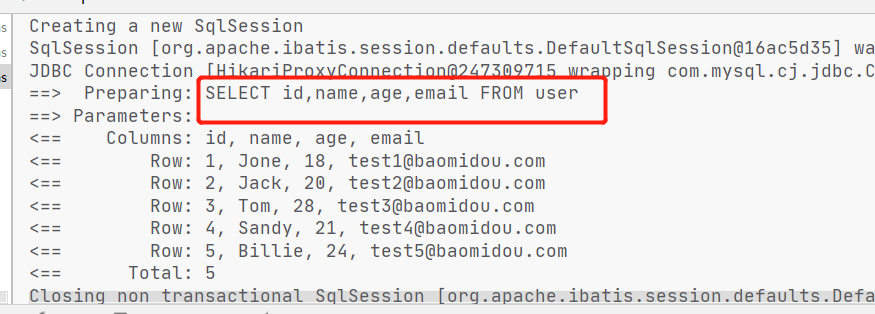 Creating a new SqlSession
SqlSession [org.apache.ibatis.session.defaults.DefaultSqlSession@16ac5d35] wa
JDBC Connection [HikariProxyConnection@247309715 wrapping com.mysql.cj.jdbc.C
==>  Preparing: SELECT id,name,age,email FROM user
==> Parameters:
<==    Columns: id, name, age, email
<==        Row: 1, Jone, 18, test1@baomidou.com
<==        Row: 2, Jack, 20, test2@baomidou.com
<==        Row: 3, Tom, 28, test3@baomidou.com
<==        Row: 4, Sandy, 21, test4@baomidou.com
<==        Row: 5, Billie, 24, test5@baomidou.com
<==      Total: 5
Closing non transactional SqlSession [org.apache.ibatis.session.defaults.Defa